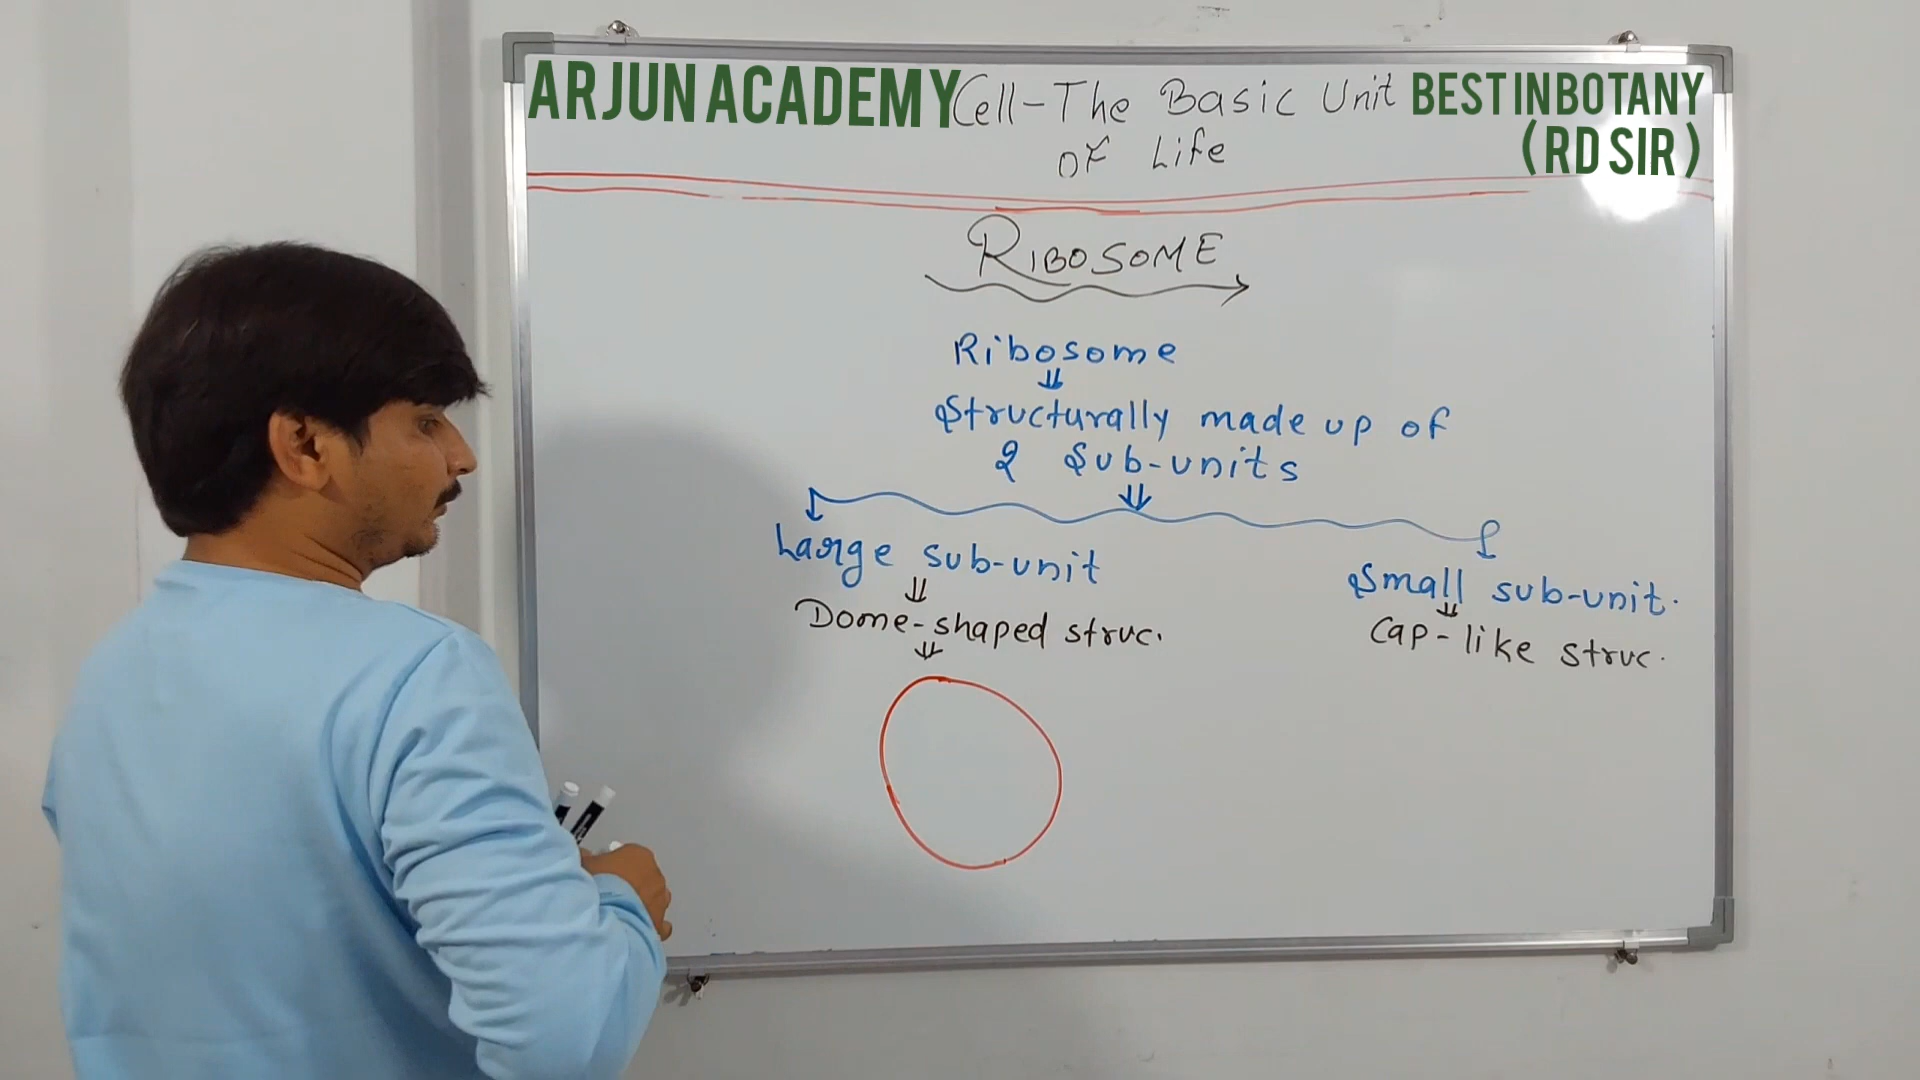 ARJUN ACADEMY
Cell-The Basic Unit
of Life
BEST IN BOTANY
(RD SIR)
RIBOSOME
Ribosome
Structurally made up of
2 Sub-units
Large sub-unit
Small sub-unit.
Dome-shaped struc.
Cap-like struc.